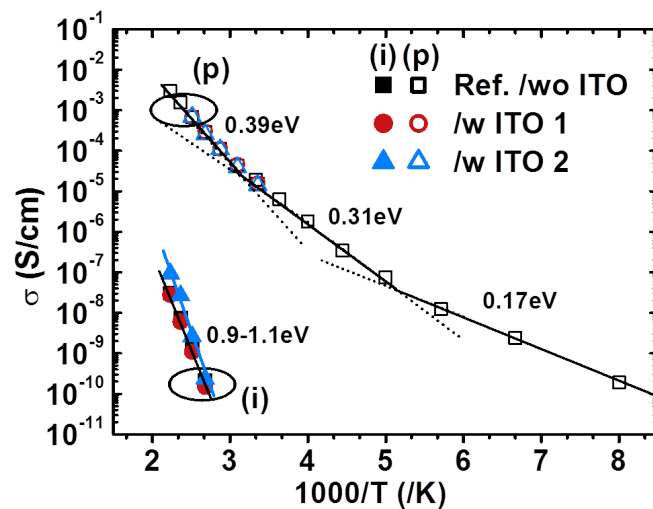 (i) (p)
Ref. /wo ITO
/w ITO 1
/w ITO 2
(p)
0.39eV
0.31eV
0.17eV
0.9-1.1eV
(i)
σ (S/cm)
10⁻¹
10⁻²
10⁻³
10⁻⁴
10⁻⁵
10⁻⁶
10⁻⁷
10⁻⁸
10⁻⁹
10⁻¹⁰
10⁻¹¹
2 3 4 5 6 7 8
1000/T (/K)